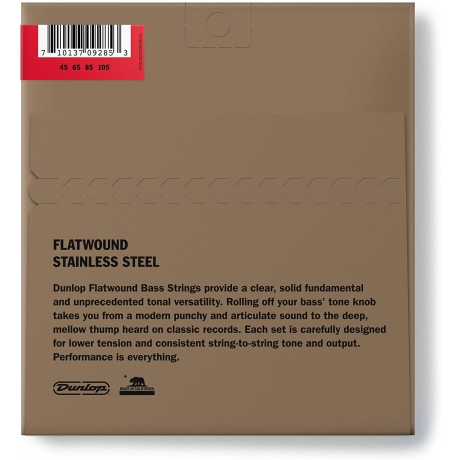 7 10137 09285 3
45 65 85 105
FLATWOUND
STAINLESS STEEL
Dunlop Flatwound Bass Strings provide a clear, solid fundamental
and unprecedented tonal versatility. Rolling off your bass' tone knob
takes you from a modern punchy and articulate sound to the deep,
mellow thump heard on classic records. Each set is carefully designed
for lower tension and consistent string-to-string tone and output.
Performance is everything.
Dunlop